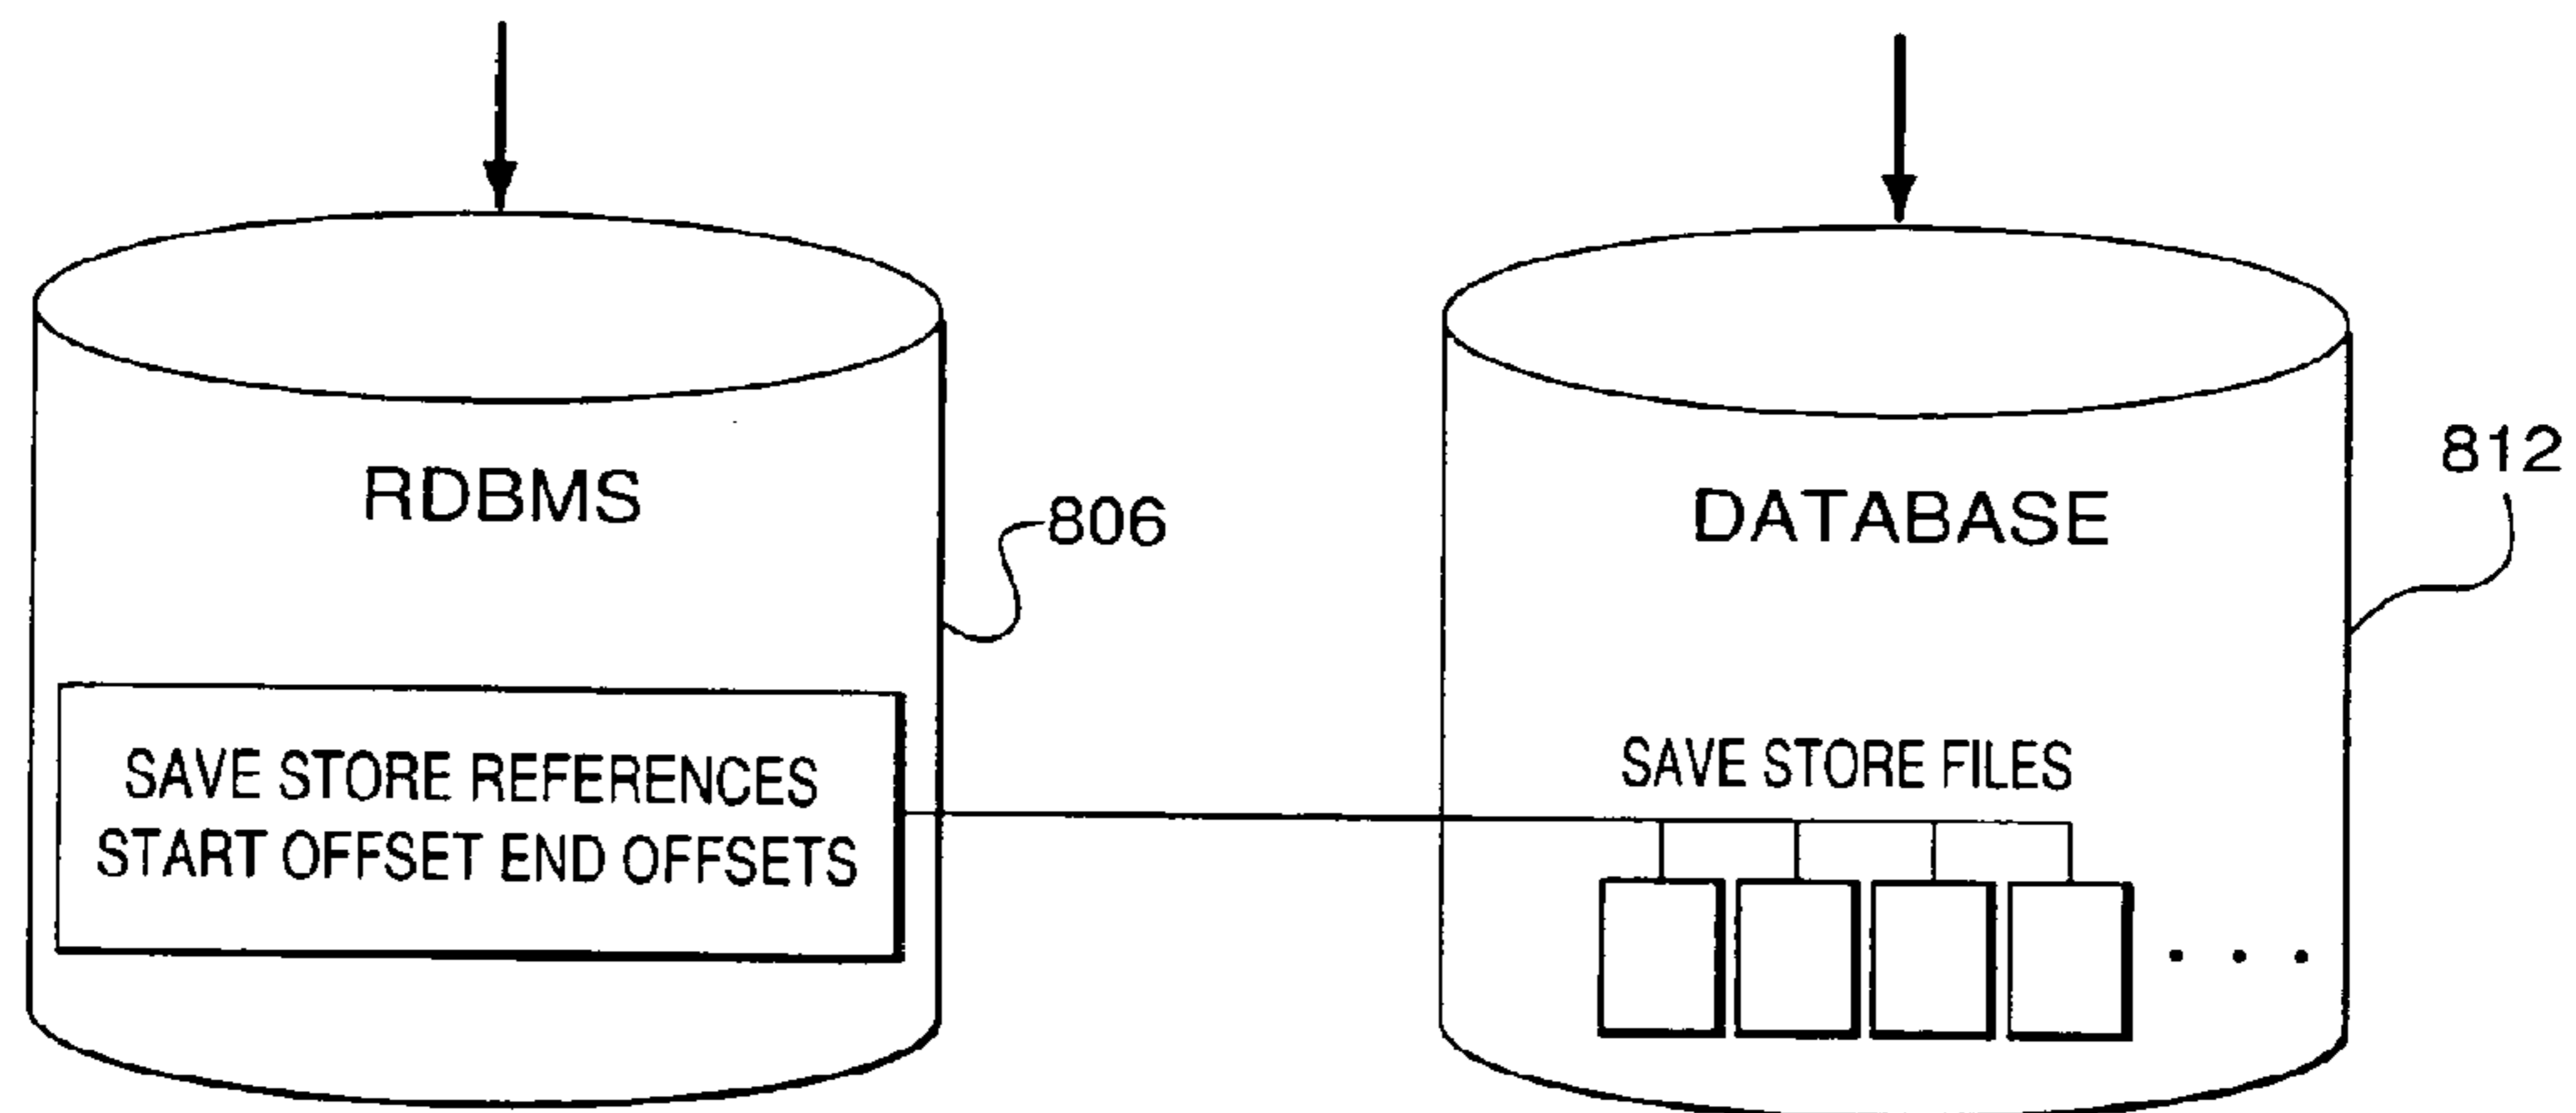 RDBMS
806
SAVE STORE REFERENCES
START OFFSET END OFFSETS
DATABASE
812
SAVE STORE FILES